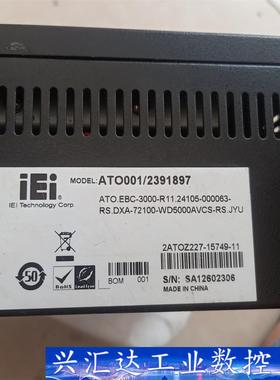 iEi
IEI Technology Corp.
MODEL: ATO001/2391897
ATO.EBC-3000-R11.24105-000063-
RS.DXA-72100-WD5000AVCS-RS.JYU
2ATOZ227-15749-11
50
RoHS
BOM 001
S/N: SA12602306
MADE IN CHINA
兴汇达工业数控